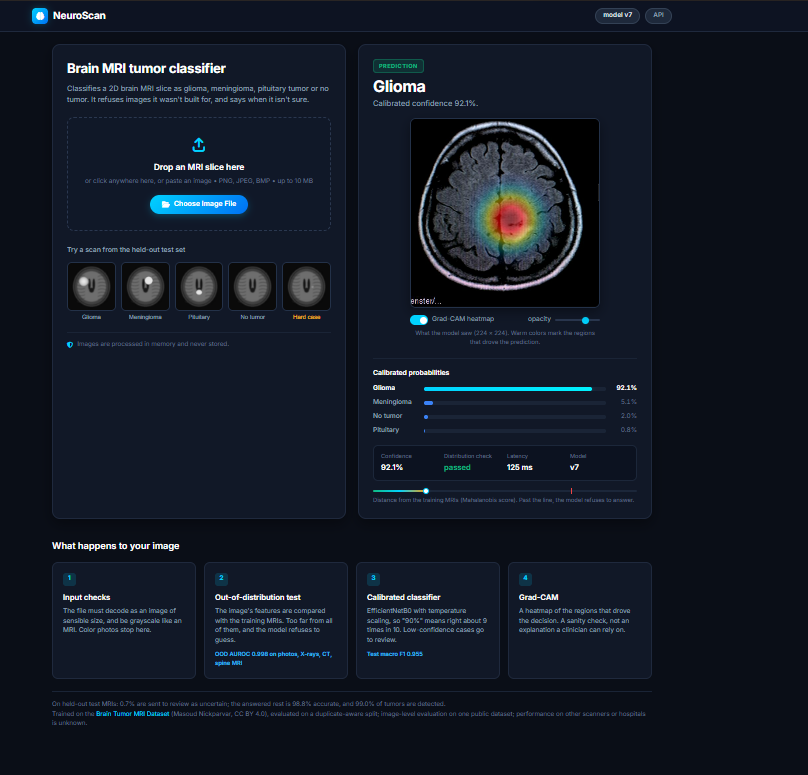 NeuroScan
model v7
API
Brain MRI tumor classifier
Classifies a 2D brain MRI slice as glioma, meningioma, pituitary tumor or no
tumor. It refuses images it wasn't built for, and says when it isn't sure.
Drop an MRI slice here
or click anywhere here, or paste an image • PNG, JPEG, BMP • up to 10 MB
Choose Image File
Try a scan from the held-out test set
Glioma
Meningioma
Pituitary
No tumor
Hard case
Images are processed in memory and never stored.
PREDICTION
Glioma
Calibrated confidence 92.1%.
enster/...
Grad-CAM heatmap
opacity
What the model saw (224 × 224). Warm colors mark the regions
that drove the prediction.
Calibrated probabilities
Glioma 92.1%
Meningioma 5.1%
No tumor 2.0%
Pituitary 0.8%
Confidence
Distribution check
Latency
Model
92.1%
passed
125 ms
v7
Distance from the training MRIs (Mahalanobis score). Past the line, the model refuses to answer.
What happens to your image
1
Input checks
The file must decode as an image of
sensible size, and be grayscale like an
MRI. Color photos stop here.
2
Out-of-distribution test
The image's features are compared
with the training MRIs. Too far from all
of them, and the model refuses to
guess.
OOD AUROC 0.998 on photos, X-rays, CT,
spine MRI
3
Calibrated classifier
EfficientNetB0 with temperature
scaling, so "90%" means right about 9
times in 10. Low-confidence cases go
to review.
Test macro F1 0.955
4
Grad-CAM
A heatmap of the regions that drove
the decision. A sanity check, not an
explanation a clinician can rely on.
On held-out test MRIs: 0.7% are sent to review as uncertain; the answered rest is 98.8% accurate, and 99.0% of tumors are detected.
Trained on the Brain Tumor MRI Dataset (Masoud Nickparvar, CC BY 4.0), evaluated on a duplicate-aware split; image-level evaluation on one public dataset; performance on other scanners or hospitals
is unknown.